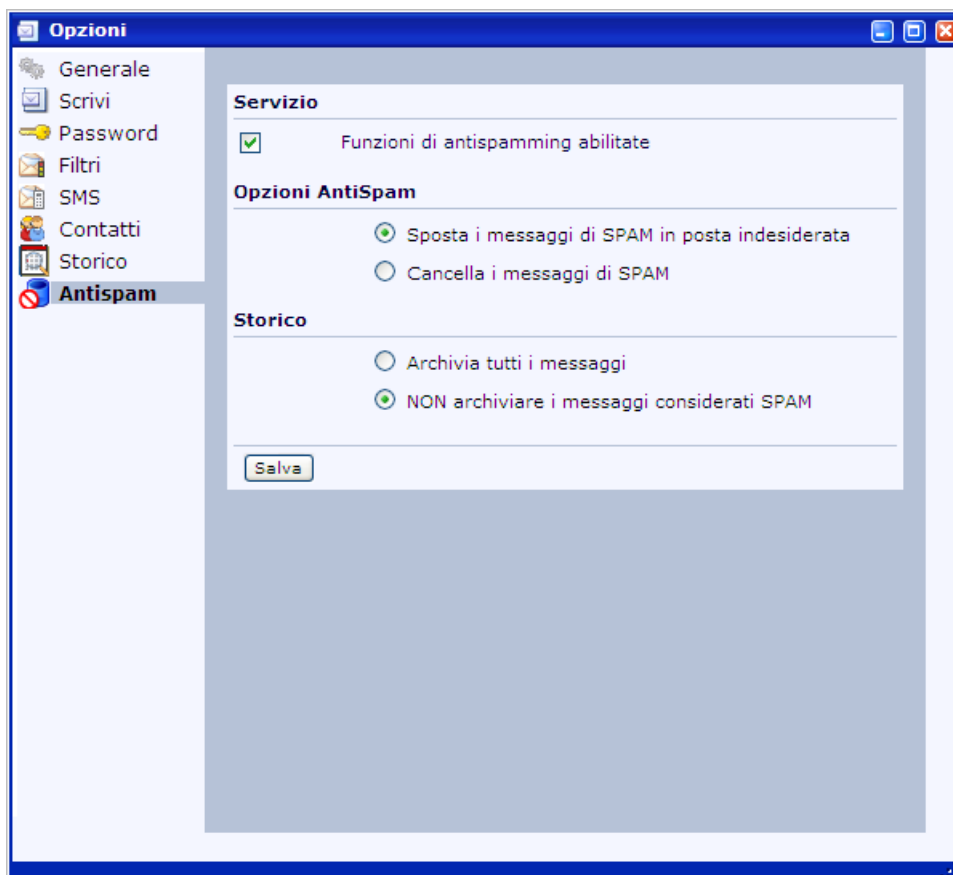 Opzioni
Generale
Scrivi
Password
Filtri
SMS
Contatti
Storico
Antispam
Servizio
Funzioni di antispamming abilitate
Opzioni AntiSpam
Sposta i messaggi di SPAM in posta indesiderata
Cancella i messaggi di SPAM
Storico
Archivia tutti i messaggi
NON archiviare i messaggi considerati SPAM
Salva